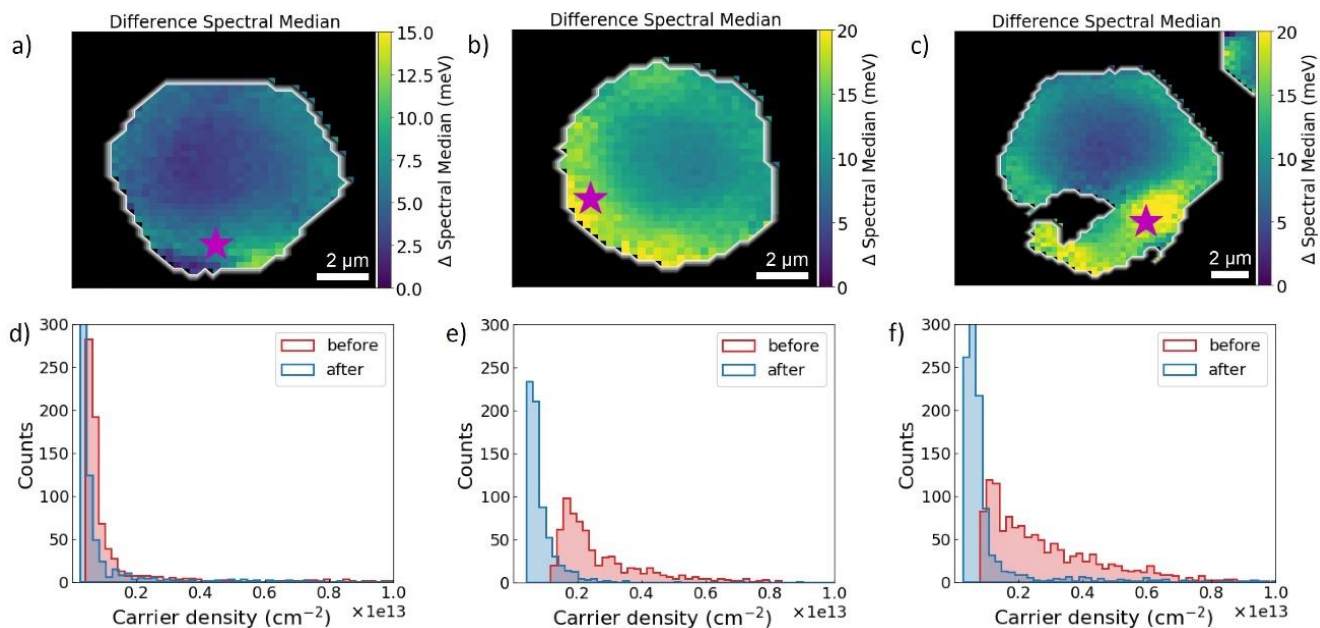 a)
Difference Spectral Median
15.0
12.5
10.0
7.5
5.0
2.5
0.0
Δ Spectral Median (meV)
2 µm
b)
Difference Spectral Median
20
15
10
5
0
Δ Spectral Median (meV)
2 µm
c)
Difference Spectral Median
20
15
10
5
0
Δ Spectral Median (meV)
2 µm
d)
300
250
200
150
100
50
0
Counts
before
after
0.2 0.4 0.6 0.8 1.0
×1e13
Carrier density (cm⁻²)
e)
300
250
200
150
100
50
0
Counts
before
after
0.2 0.4 0.6 0.8 1.0
×1e13
Carrier density (cm⁻²)
f)
300
250
200
150
100
50
0
Counts
before
after
0.2 0.4 0.6 0.8 1.0
×1e13
Carrier density (cm⁻²)